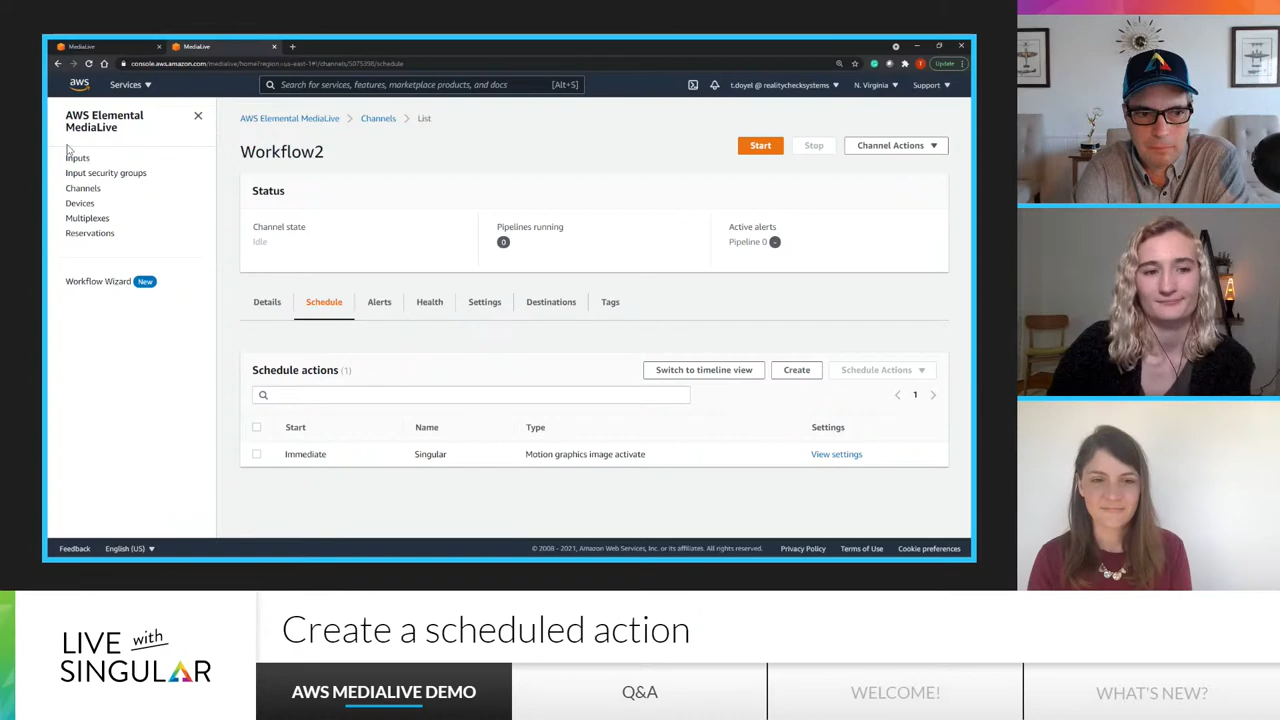 MediaLive
MediaLive
console.aws.amazon.com/medialive/home?region=us-east-1#!/channels/5075398/schedule
Update
aws
Services
Search for services, features, marketplace products, and docs
[Alt+S]
t.doyel @ realitychecksystems
N. Virginia
Support
AWS Elemental
MediaLive
Inputs
Input security groups
Channels
Devices
Multiplexes
Reservations
Workflow Wizard New
AWS Elemental MediaLive
Channels
List
Workflow2
Start
Stop
Channel Actions
Status
Channel state
Idle
Pipelines running
0
Active alerts
Pipeline 0 -
Details
Schedule
Alerts
Health
Settings
Destinations
Tags
Schedule actions (1)
Switch to timeline view
Create
Schedule Actions
1
Start
Name
Type
Settings
Immediate
Singular
Motion graphics image activate
View settings
Feedback
English (US)
© 2008 - 2021, Amazon Web Services, Inc. or its affiliates. All rights reserved.
Privacy Policy
Terms of Use
Cookie preferences
LIVE with
SINGULAR
Create a scheduled action
AWS MEDIALIVE DEMO
Q&A
WELCOME!
WHAT'S NEW?